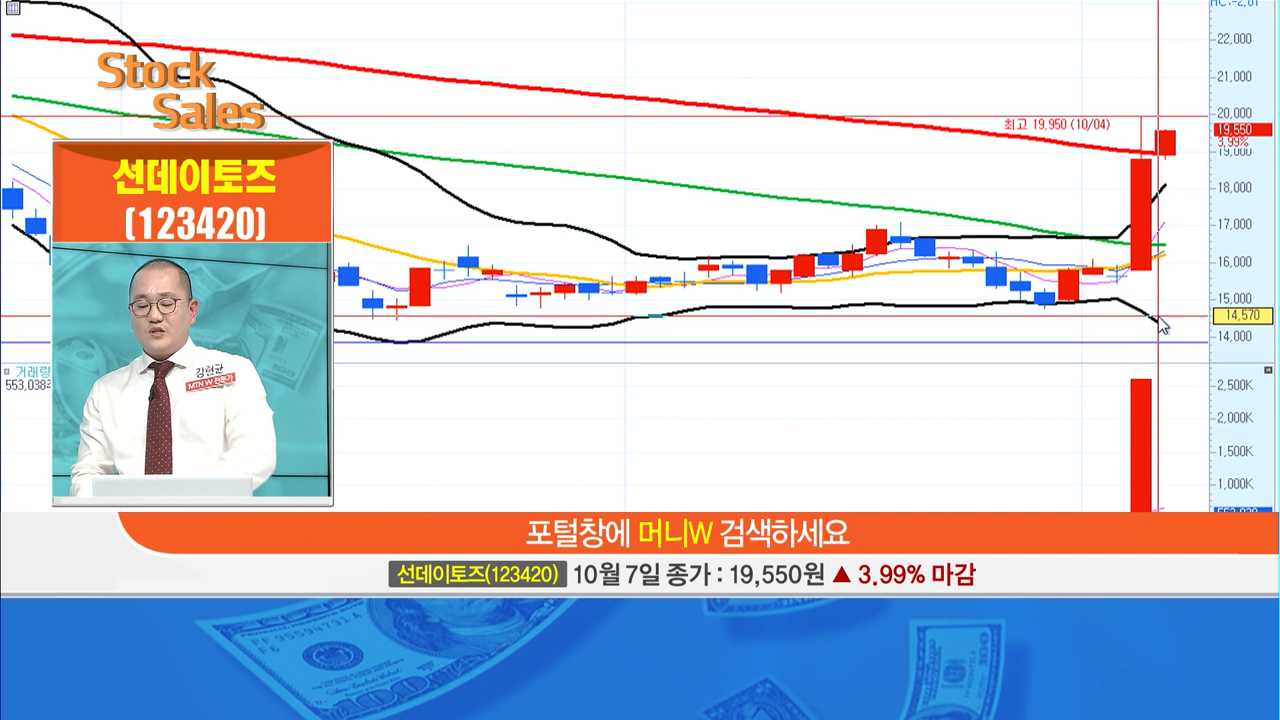 Stock
Sales
선데이토즈
(123420)
강현균
MTN W 전문가
최고 19,950 (10/04)
22,000
21,000
20,000
19,550
3.99%
19,000
18,000
17,000
16,000
15,000
14,570
14,000
거래량
553,038
2,500K
2,000K
1,500K
1,000K
포털창에 머니W 검색하세요
선데이토즈(123420) 10월 7일 종가 : 19,550원 ▲ 3.99% 마감